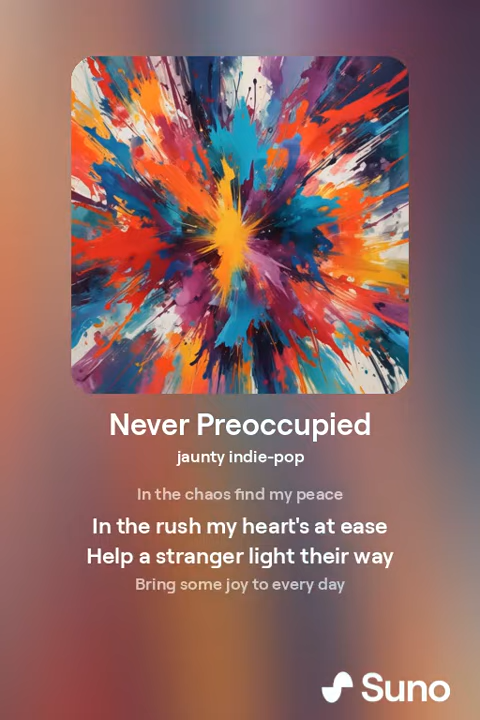 Never Preoccupied
jaunty indie-pop
In the chaos find my peace
In the rush my heart's at ease
Help a stranger light their way
Bring some joy to every day
Suno